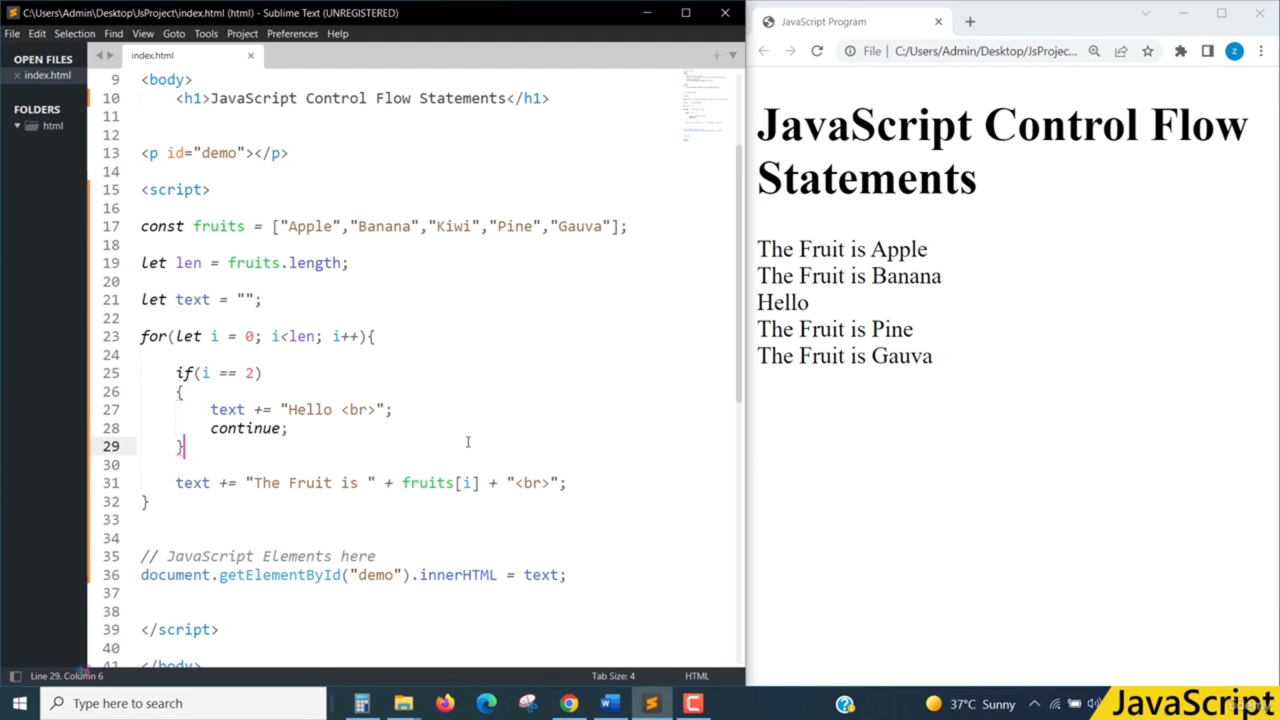 C:\Users\Admin\Desktop\JsProject\index.html (html) - Sublime Text (UNREGISTERED)
File Edit Selection Find View Goto Tools Project Preferences Help
OPEN FILES
index.html
FOLDERS
html
index.html
9 <body>
10 <h1>JavaScript Control Flow Statements</h1>
11
12
13 <p id="demo"></p>
14
15 <script>
16
17 const fruits = ["Apple","Banana","Kiwi","Pine","Gauva"];
18
19 let len = fruits.length;
20
21 let text = "";
22
23 for(let i = 0; i<len; i++){
24
25 if(i == 2)
26 {
27 text += "Hello <br>";
28 continue;
29 }
30
31 text += "The Fruit is " + fruits[i] + "<br>";
32 }
33
34
35 // JavaScript Elements here
36 document.getElementById("demo").innerHTML = text;
37
38
39 </script>
40
41 </body>
Line 29, Column 6
Tab Size: 4
HTML
JavaScript Program
File
C:/Users/Admin/Desktop/JsProjec...
Z
JavaScript Control Flow
Statements
The Fruit is Apple
The Fruit is Banana
Hello
The Fruit is Pine
The Fruit is Gauva
Type here to search
37°C Sunny
JavaScript